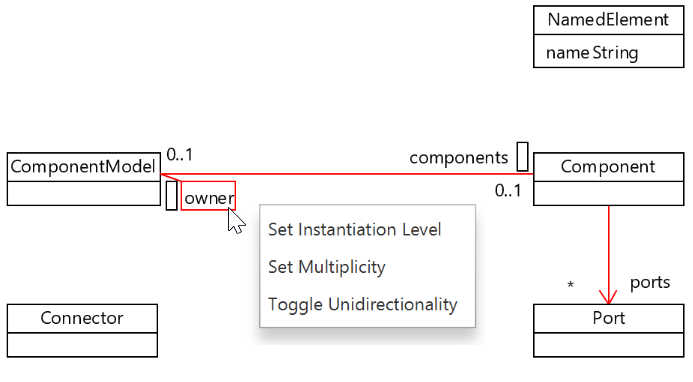 NamedElement
name String
0..1
ComponentModel
components
Component
owner
0..1
Set Instantiation Level
Set Multiplicity
Toggle Unidirectionality
*
ports
Connector
Port